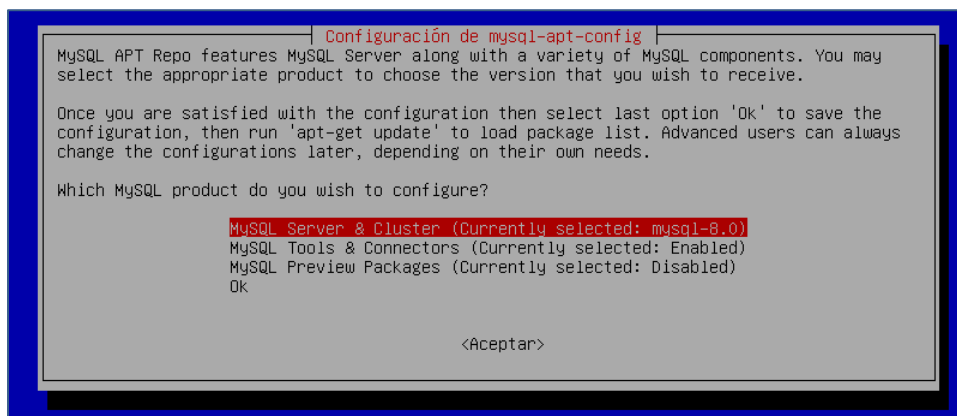 Configuración de mysql-apt-config
MySQL APT Repo features MySQL Server along with a variety of MySQL components. You may
select the appropriate product to choose the version that you wish to receive.
Once you are satisfied with the configuration then select last option 'Ok' to save the
configuration, then run 'apt-get update' to load package list. Advanced users can always
change the configurations later, depending on their own needs.
Which MySQL product do you wish to configure?
MySQL Server & Cluster (Currently selected: mysql-8.0)
MySQL Tools & Connectors (Currently selected: Enabled)
MySQL Preview Packages (Currently selected: Disabled)
Ok
<Aceptar>